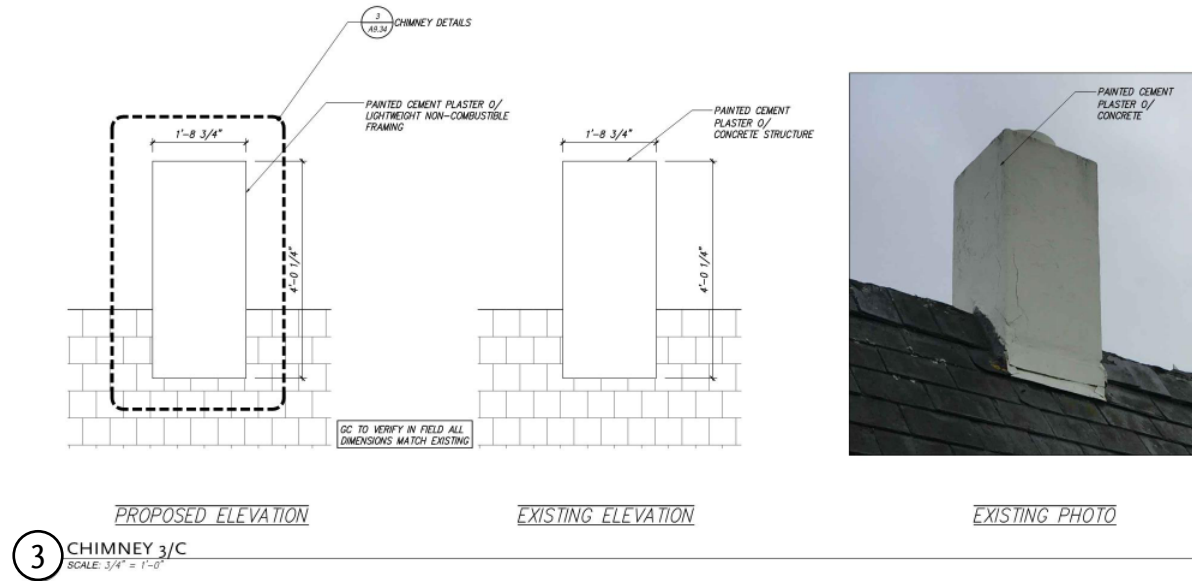 3
A9.34
CHIMNEY DETAILS
PAINTED CEMENT PLASTER O/
LIGHTWEIGHT NON-COMBUSTIBLE
FRAMING
1'-8 3/4"
4'-0 1/4"
GC TO VERIFY IN FIELD ALL
DIMENSIONS MATCH EXISTING
PAINTED CEMENT
PLASTER O/
CONCRETE STRUCTURE
1'-8 3/4"
4'-0 1/4"
PAINTED CEMENT
PLASTER O/
CONCRETE
PROPOSED ELEVATION
EXISTING ELEVATION
EXISTING PHOTO
3
CHIMNEY 3/C
SCALE: 3/4" = 1'-0"